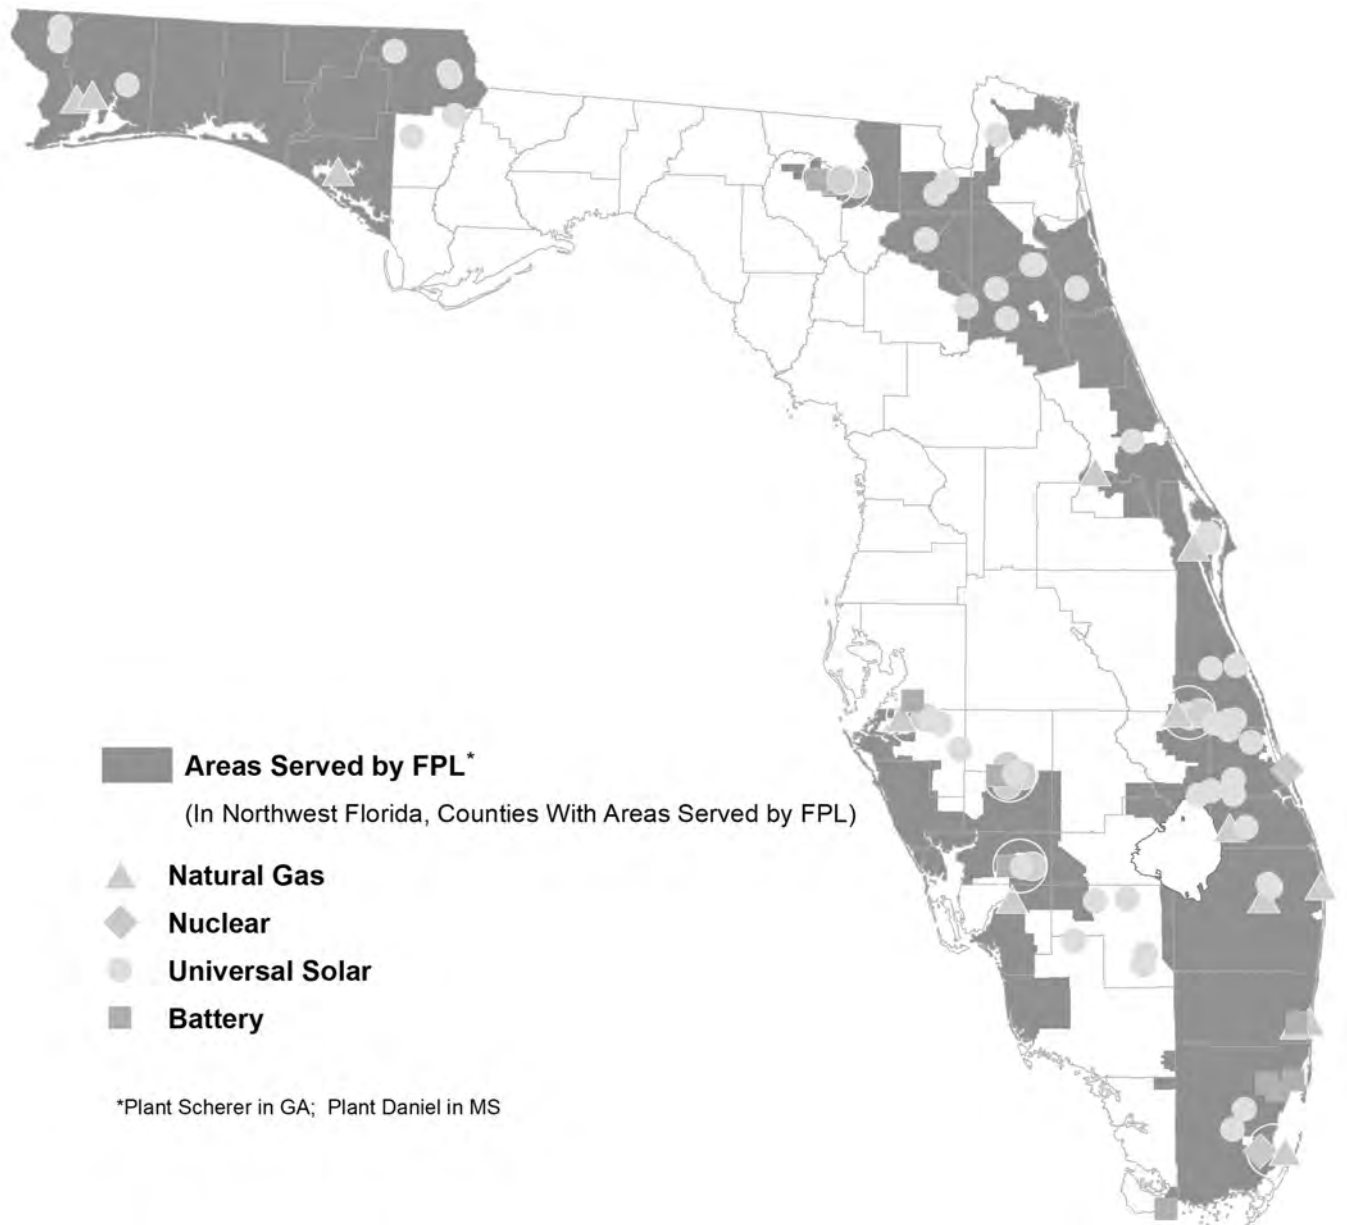 Areas Served by FPL*
(In Northwest Florida, Counties With Areas Served by FPL)
Natural Gas
Nuclear
Universal Solar
Battery
*Plant Scherer in GA; Plant Daniel in MS